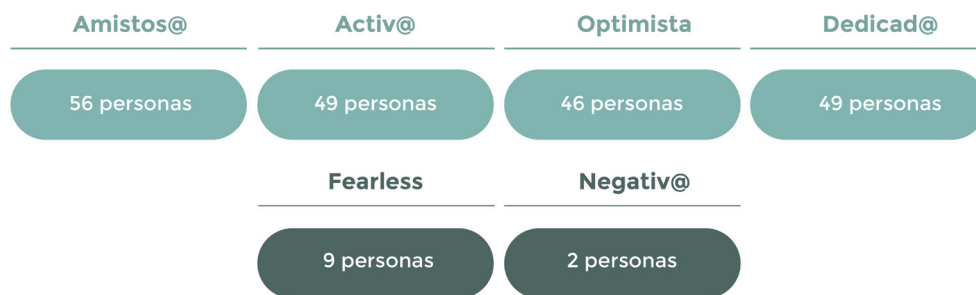 Amistos@ Activ@ Optimista Dedicad@
56 personas 49 personas 46 personas 49 personas
Fearless Negativ@
9 personas 2 personas